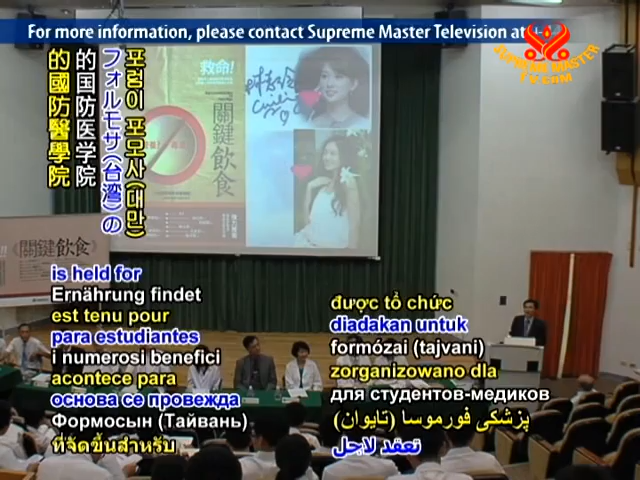 For more information, please contact Supreme Master Television at
SUPREME MASTER
TV.COM
포럼이 포모사(대만)
フォルモサ(台湾)の
的国防医学院
的國防醫學院
救命!
關鍵飲食
《關鍵飲食》
is held for
Ernährung findet
est tenu pour
para estudiantes
i numerosi benefici
acontece para
основа се провежда
Формосын (Тайвань)
ที่จัดขึ้นสำหรับ
được tổ chức
diadakan untuk
formózai (tajvani)
zorganizowano dla
для студентов-медиков
پزشکی فورموسا (تایوان)
تعقد لاجل